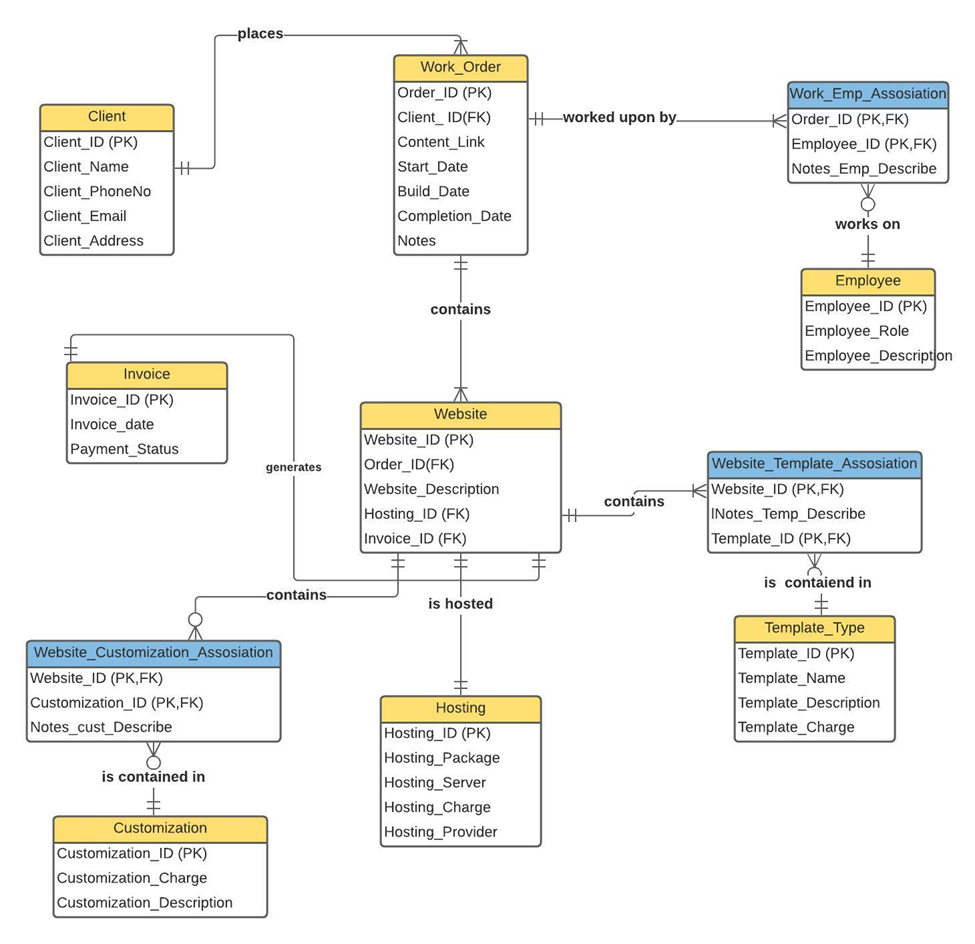 places
Work_Order
Order_ID (PK)
Client_ ID(FK)
Content_Link
Start_Date
Build_Date
Completion_Date
Notes
Client
Client_ID (PK)
Client_Name
Client_PhoneNo
Client_Email
Client_Address
worked upon by
Work_Emp_Assosiation
Order_ID (PK,FK)
Employee_ID (PK,FK)
Notes_Emp_Describe
works on
Employee
Employee_ID (PK)
Employee_Role
Employee_Description
contains
Invoice
Invoice_ID (PK)
Invoice_date
Payment_Status
generates
Website
Website_ID (PK)
Order_ID(FK)
Website_Description
Hosting_ID (FK)
Invoice_ID (FK)
contains
Website_Template_Assosiation
Website_ID (PK,FK)
lNotes_Temp_Describe
Template_ID (PK,FK)
is contaiend in
Template_Type
Template_ID (PK)
Template_Name
Template_Description
Template_Charge
contains
is hosted
Website_Customization_Assosiation
Website_ID (PK,FK)
Customization_ID (PK,FK)
Notes_cust_Describe
is contained in
Customization
Customization_ID (PK)
Customization_Charge
Customization_Description
Hosting
Hosting_ID (PK)
Hosting_Package
Hosting_Server
Hosting_Charge
Hosting_Provider